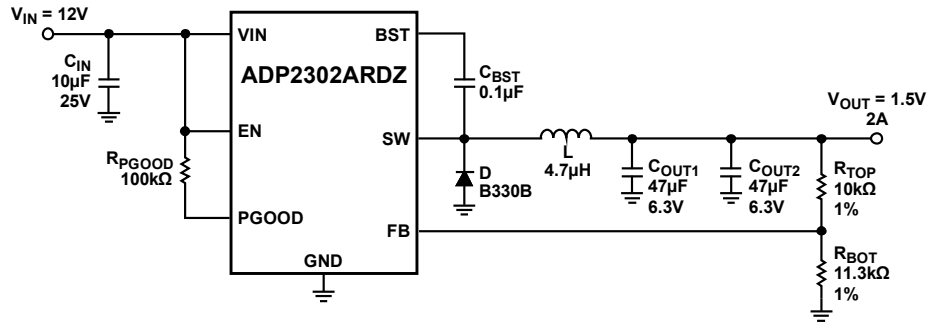 VIN = 12V
CIN
10µF
25V
VIN
BST
ADP2302ARDZ
CBST
0.1µF
EN
SW
RPGOOD
100kΩ
L
4.7µH
D
B330B
VOUT = 1.5V
2A
COUT1
47µF
6.3V
COUT2
47µF
6.3V
RTOP
10kΩ
1%
PGOOD
FB
GND
RBOT
11.3kΩ
1%